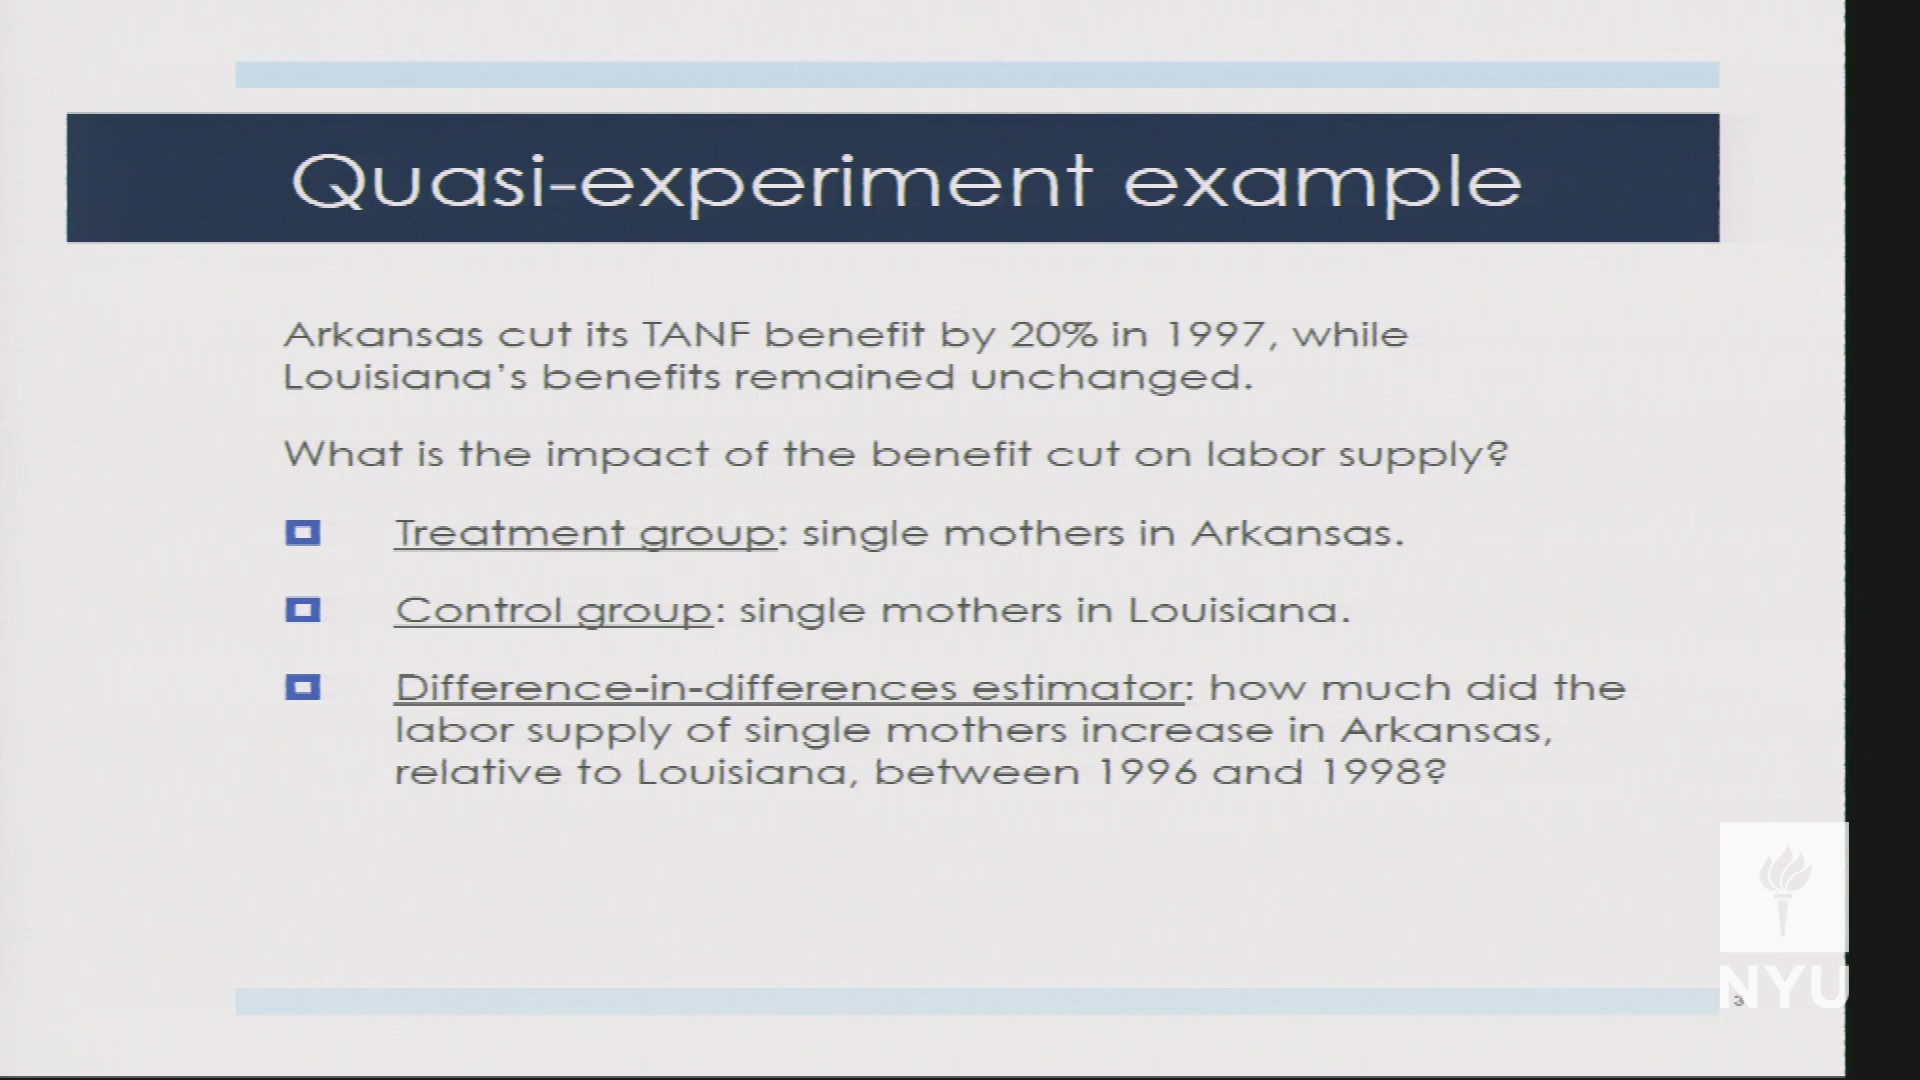 Quasi-experiment example
Arkansas cut its TANF benefit by 20% in 1997, while
Louisiana's benefits remained unchanged.
What is the impact of the benefit cut on labor supply?
Treatment group: single mothers in Arkansas.
Control group: single mothers in Louisiana.
Difference-in-differences estimator: how much did the
labor supply of single mothers increase in Arkansas,
relative to Louisiana, between 1996 and 1998?
NYU